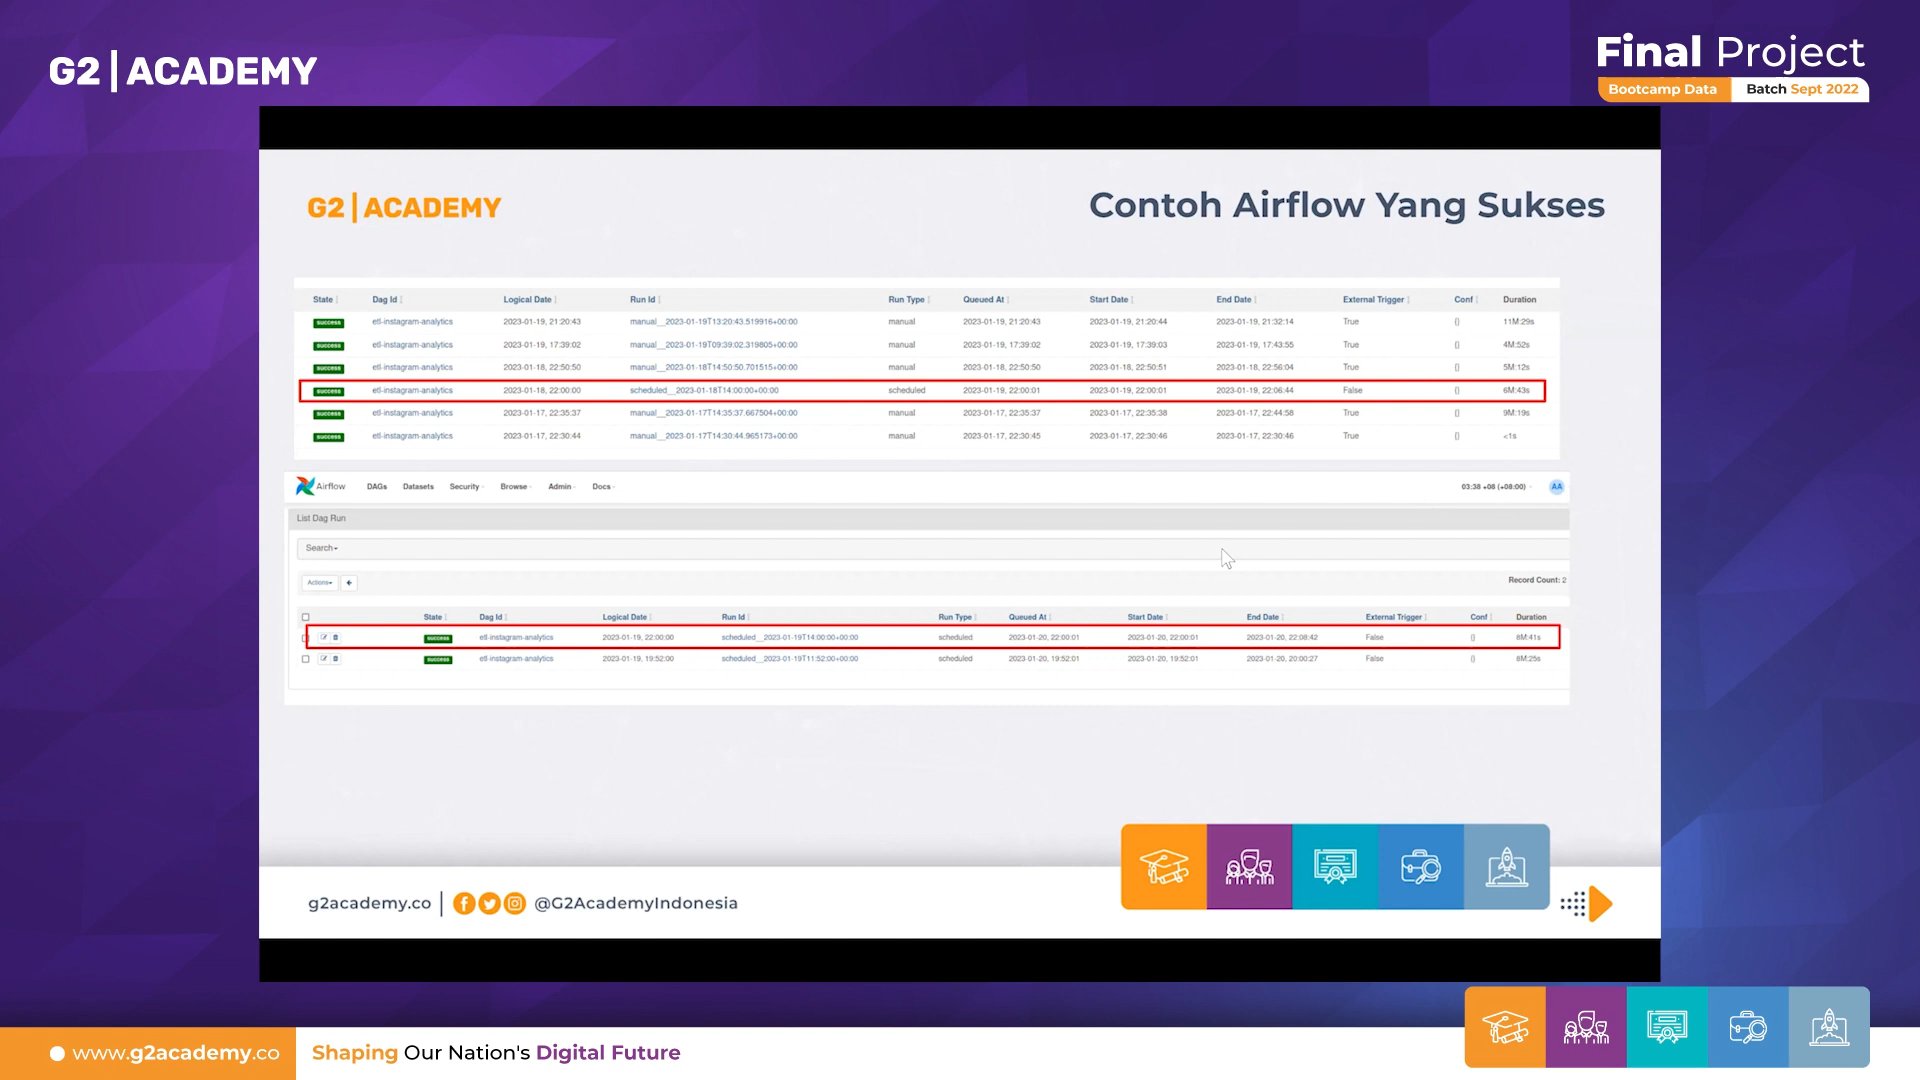 G2 | ACADEMY
Final Project
Bootcamp Data Batch Sept 2022
G2 | ACADEMY
Contoh Airflow Yang Sukses
State Dag Id Logical Date Run Id Run Type Queued At Start Date End Date External Trigger Conf Duration
success etl-instagram-analytics 2023-01-19, 21:20:43 manual__2023-01-19T13:20:43.519916+00:00 manual 2023-01-19, 21:20:43 2023-01-19, 21:20:44 2023-01-19, 21:32:14 True {} 11M:29s
success etl-instagram-analytics 2023-01-19, 17:39:02 manual__2023-01-19T09:39:02.319805+00:00 manual 2023-01-19, 17:39:02 2023-01-19, 17:39:03 2023-01-19, 17:43:55 True {} 4M:52s
success etl-instagram-analytics 2023-01-18, 22:50:50 manual__2023-01-18T14:50:50.701515+00:00 manual 2023-01-18, 22:50:50 2023-01-18, 22:50:51 2023-01-18, 22:56:04 True {} 5M:12s
success etl-instagram-analytics 2023-01-18, 22:00:00 scheduled__2023-01-18T14:00:00+00:00 scheduled 2023-01-19, 22:00:01 2023-01-19, 22:00:01 2023-01-19, 22:06:44 False {} 6M:43s
success etl-instagram-analytics 2023-01-17, 22:35:37 manual__2023-01-17T14:35:37.667504+00:00 manual 2023-01-17, 22:35:37 2023-01-17, 22:35:38 2023-01-17, 22:44:58 True {} 9M:19s
success etl-instagram-analytics 2023-01-17, 22:30:44 manual__2023-01-17T14:30:44.965173+00:00 manual 2023-01-17, 22:30:45 2023-01-17, 22:30:46 2023-01-17, 22:30:46 True {} <1s
Airflow DAGs Datasets Security Browse Admin Docs 03:38 +08 (+08:00) AA
List Dag Run
Search
Actions Record Count: 2
State Dag Id Logical Date Run Id Run Type Queued At Start Date End Date External Trigger Conf Duration
success etl-instagram-analytics 2023-01-19, 22:00:00 scheduled__2023-01-19T14:00:00+00:00 scheduled 2023-01-20, 22:00:01 2023-01-20, 22:00:01 2023-01-20, 22:08:42 False {} 8M:41s
success etl-instagram-analytics 2023-01-19, 19:52:00 scheduled__2023-01-19T11:52:00+00:00 scheduled 2023-01-20, 19:52:01 2023-01-20, 19:52:01 2023-01-20, 20:00:27 False {} 8M:25s
g2academy.co | @G2AcademyIndonesia
www.g2academy.co Shaping Our Nation's Digital Future